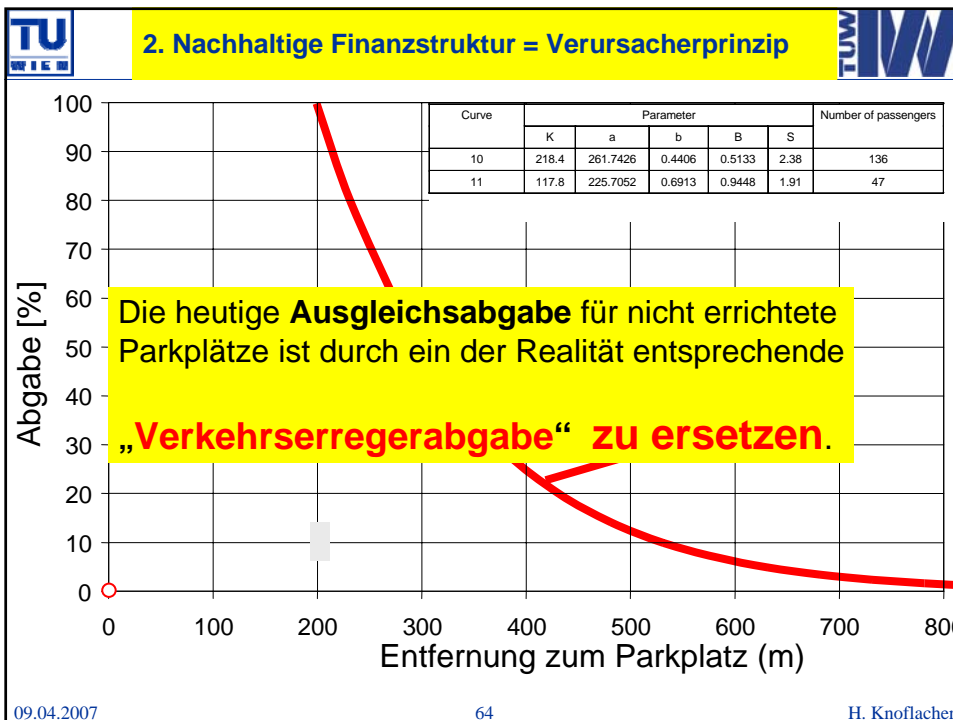 TU
WIEN
2. Nachhaltige Finanzstruktur = Verursacherprinzip
TUW
IVV
Curve Parameter Number of passengers
K a b B S
10 218.4 261.7426 0.4406 0.5133 2.38 136
11 117.8 225.7052 0.6913 0.9448 1.91 47
Abgabe [%]
100
90
80
70
60
50
40
30
20
10
0
Die heutige Ausgleichsabgabe für nicht errichtete
Parkplätze ist durch ein der Realität entsprechende
„Verkehrserregerabgabe“ zu ersetzen.
0 100 200 300 400 500 600 700 800
Entfernung zum Parkplatz (m)
09.04.2007 64 H. Knoflacher